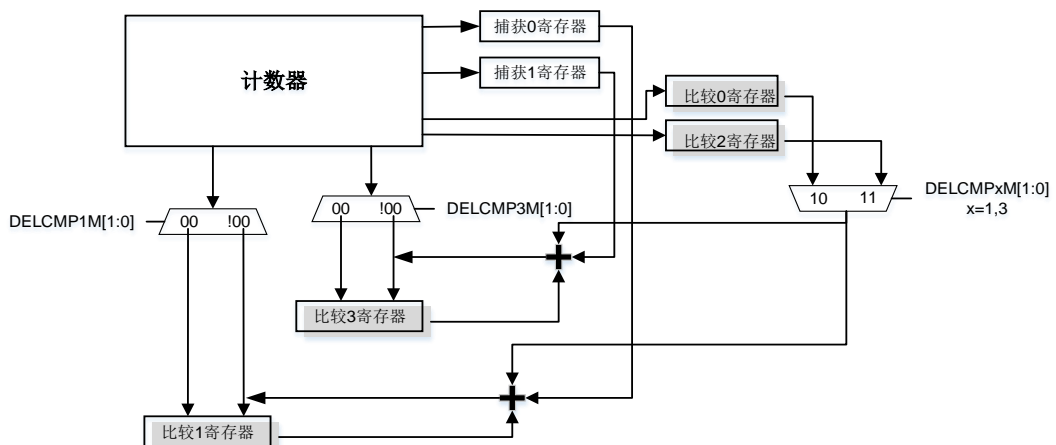 捕获0寄存器
计数器
捕获1寄存器
比较0寄存器
比较2寄存器
DELCMP1M[1:0]
00 !00
00 !00
DELCMP3M[1:0]
10 11
DELCMPxM[1:0]
x=1,3
比较3寄存器
比较1寄存器